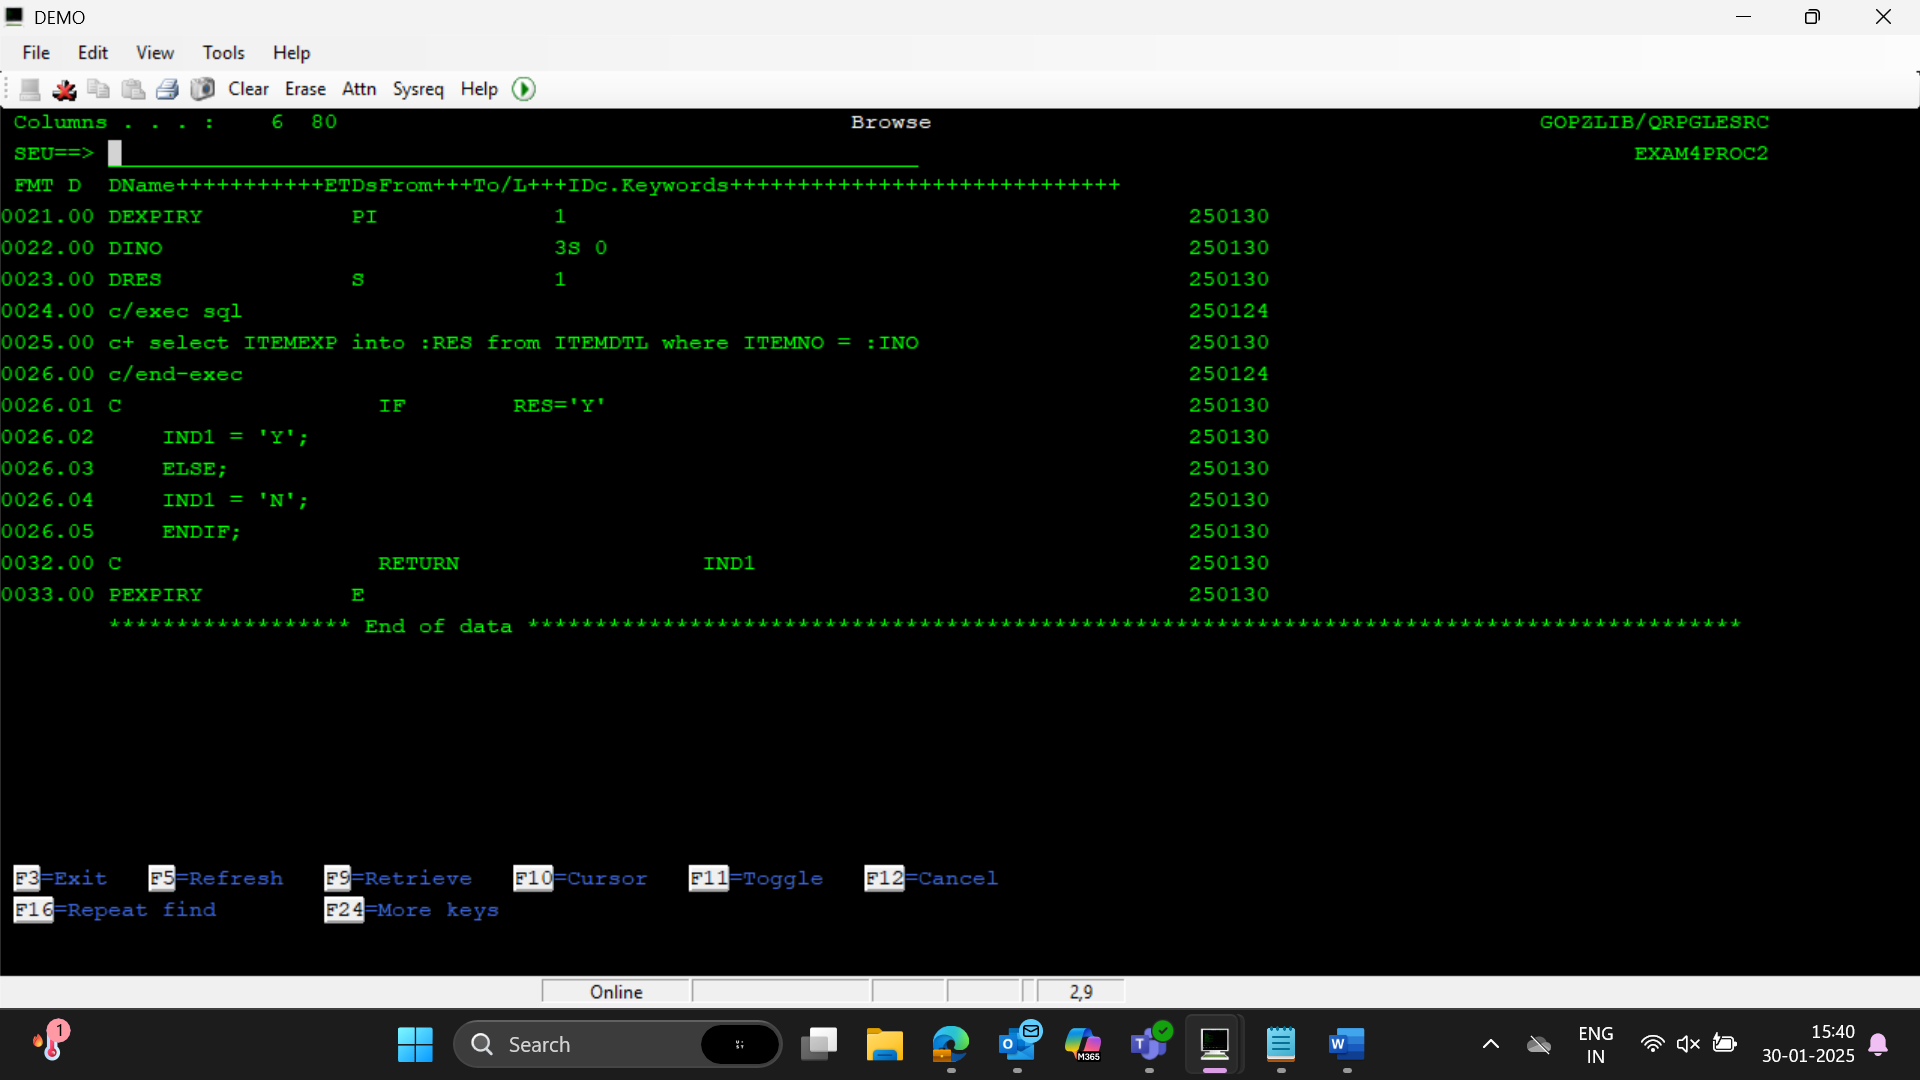 DEMO
File Edit View Tools Help
Clear Erase Attn Sysreq Help
Columns . . . :    6  80                                      Browse                                             GOPZLIB/QRPGLESRC
SEU==>                                                                                                                  EXAM4PROC2
FMT D  DName+++++++++++ETDsFrom+++To/L+++IDc.Keywords+++++++++++++++++++++++++++++
0021.00 DEXPIRY           PI             1                                              250130
0022.00 DINO                             3S 0                                           250130
0023.00 DRES              S              1                                              250130
0024.00 c/exec sql                                                                      250124
0025.00 c+ select ITEMEXP into :RES from ITEMDTL where ITEMNO = :INO                    250130
0026.00 c/end-exec                                                                      250124
0026.01 C                   IF        RES='Y'                                           250130
0026.02     IND1 = 'Y';                                                                 250130
0026.03     ELSE;                                                                       250130
0026.04     IND1 = 'N';                                                                 250130
0026.05     ENDIF;                                                                      250130
0032.00 C                   RETURN                  IND1                                250130
0033.00 PEXPIRY           E                                                             250130
****************** End of data ******************************************************************************************
F3=Exit   F5=Refresh   F9=Retrieve   F10=Cursor   F11=Toggle   F12=Cancel
F16=Repeat find        F24=More keys
Online 2,9
1 Search M365 ENG IN 15:40 30-01-2025